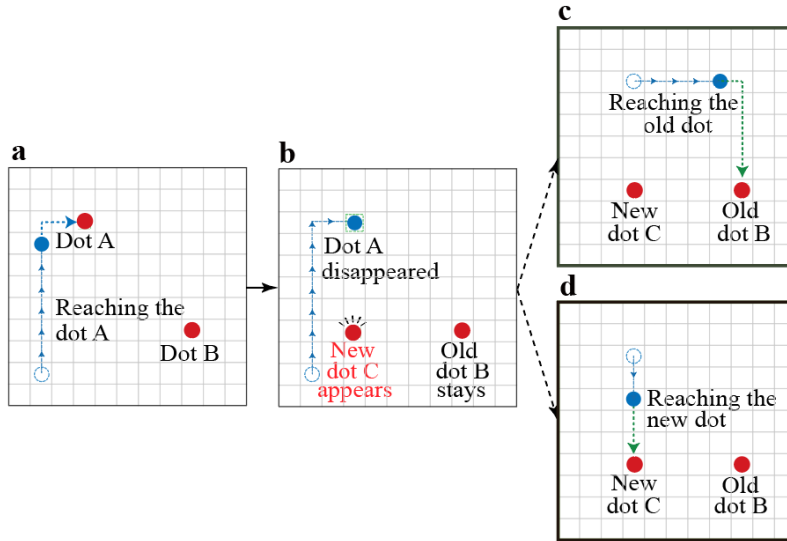 a
Dot A
Reaching the
dot A
Dot B
b
Dot A
disappeared
New
dot C
appears
Old
dot B
stays
c
Reaching the
old dot
New
dot C
Old
dot B
d
Reaching the
new dot
New
dot C
Old
dot B